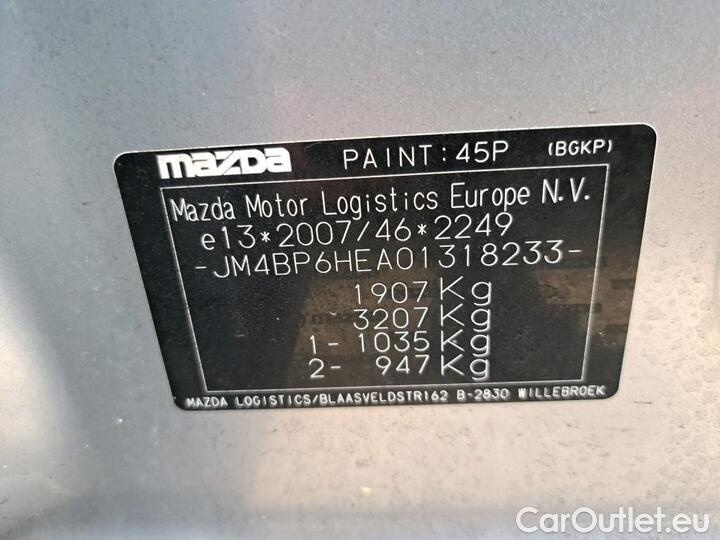 mazda PAINT: 45P (BGKP)
Mazda Motor Logistics Europe N.V.
e13*2007/46*2249
-JM4BP6HEA01318233-
1907 Kg
3207 Kg
1- 1035 Kg
2- 947 Kg
MAZDA LOGISTICS/BLAASVELDSTR162 B-2830 WILLEBROEK
CarOutlet.eu